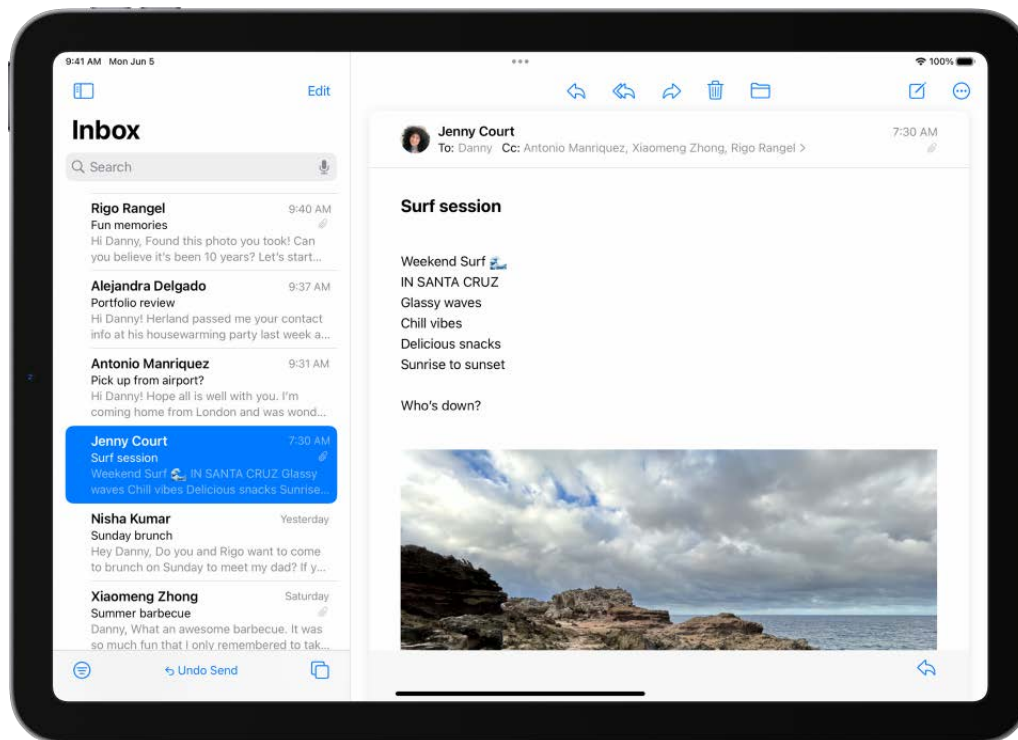 9:41 AM Mon Jun 5
100%
Edit
Inbox
Search
Rigo Rangel 9:40 AM
Fun memories
Hi Danny, Found this photo you took! Can
you believe it's been 10 years? Let's start...
Alejandra Delgado 9:37 AM
Portfolio review
Hi Danny! Herland passed me your contact
info at his housewarming party last week a...
Antonio Manriquez 9:31 AM
Pick up from airport?
Hi Danny! Hope all is well with you. I'm
coming home from London and was wond...
Jenny Court 7:30 AM
Surf session
Weekend Surf 🌊 IN SANTA CRUZ Glassy
waves Chill vibes Delicious snacks Sunrise...
Nisha Kumar Yesterday
Sunday brunch
Hey Danny, Do you and Rigo want to come
to brunch on Sunday to meet my dad? If y...
Xiaomeng Zhong Saturday
Summer barbecue
Danny, What an awesome barbecue. It was
so much fun that I only remembered to tak...
Undo Send
Jenny Court 7:30 AM
To: Danny Cc: Antonio Manriquez, Xiaomeng Zhong, Rigo Rangel >
Surf session
Weekend Surf 🌊
IN SANTA CRUZ
Glassy waves
Chill vibes
Delicious snacks
Sunrise to sunset
Who's down?